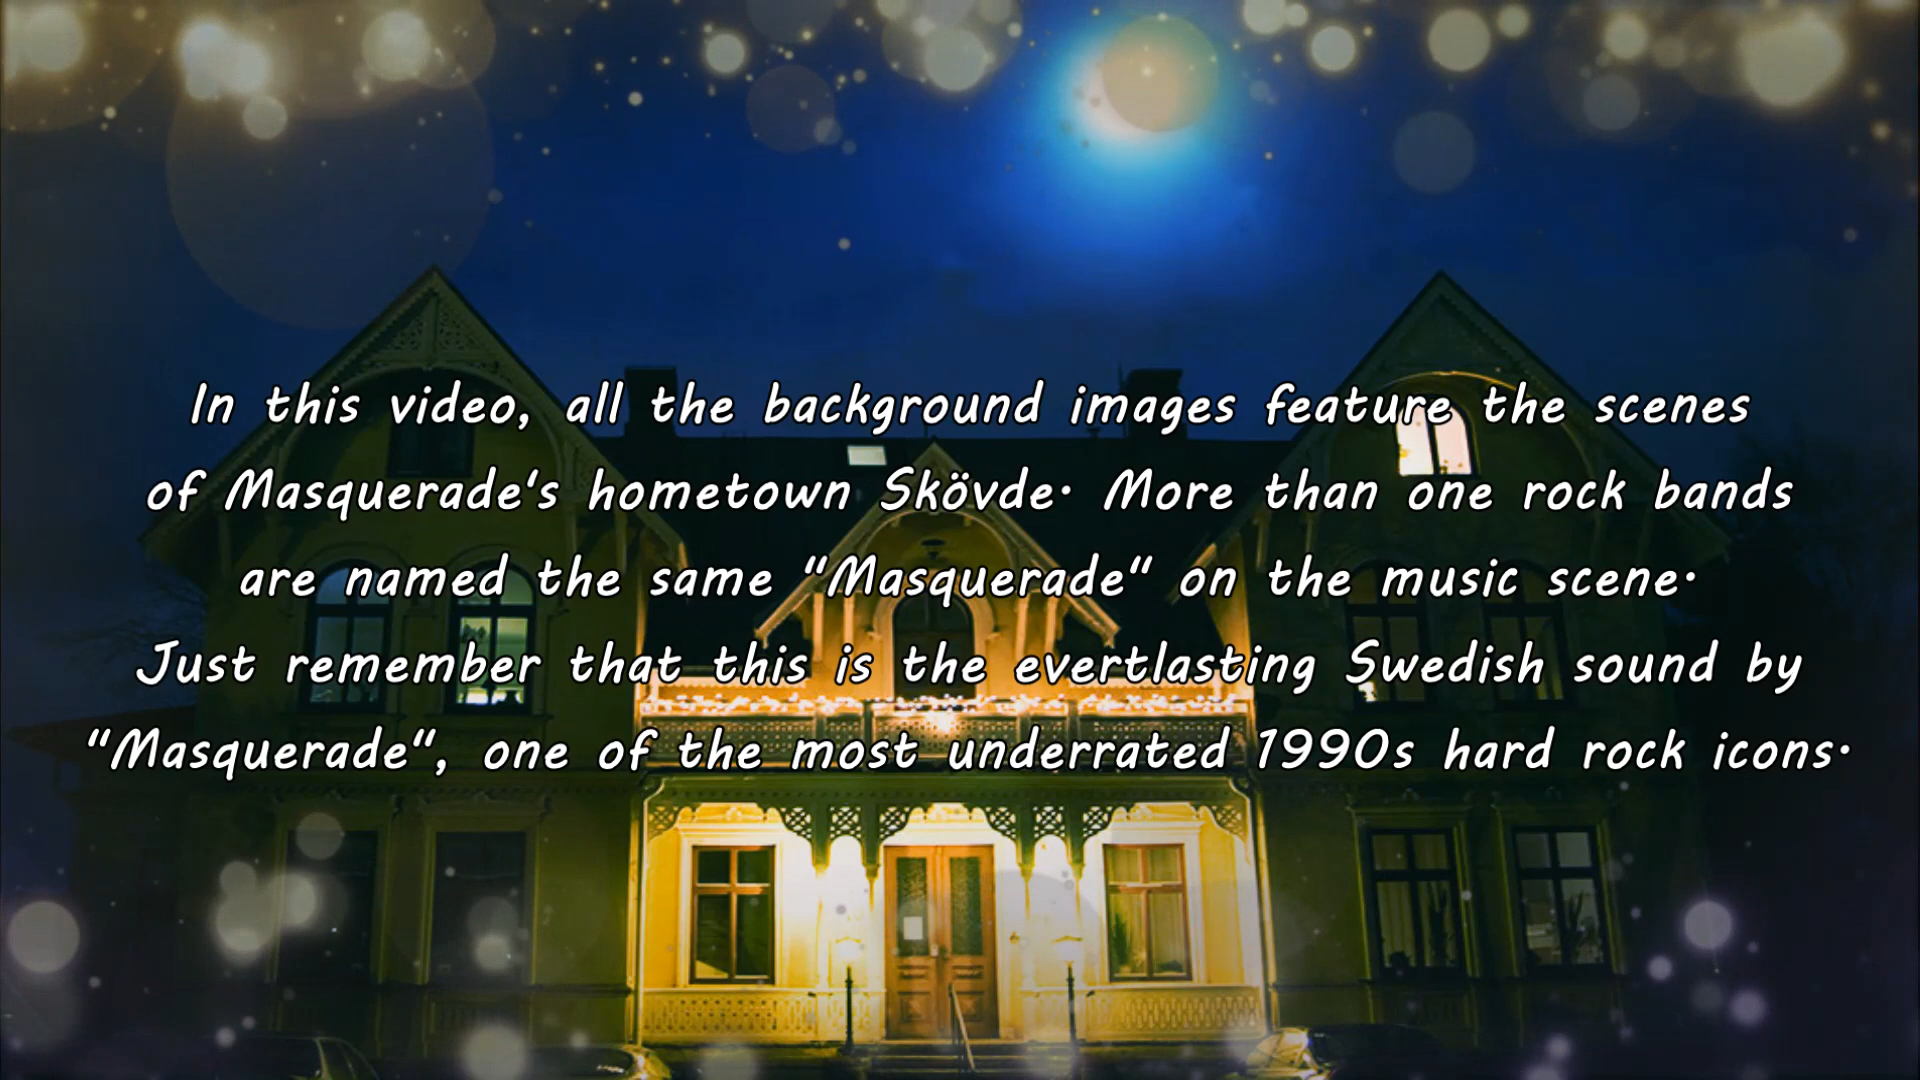 In this video, all the background images feature the scenes
of Masquerade's hometown Skövde. More than one rock bands
are named the same "Masquerade" on the music scene.
Just remember that this is the evertlasting Swedish sound by
"Masquerade", one of the most underrated 1990s hard rock icons.